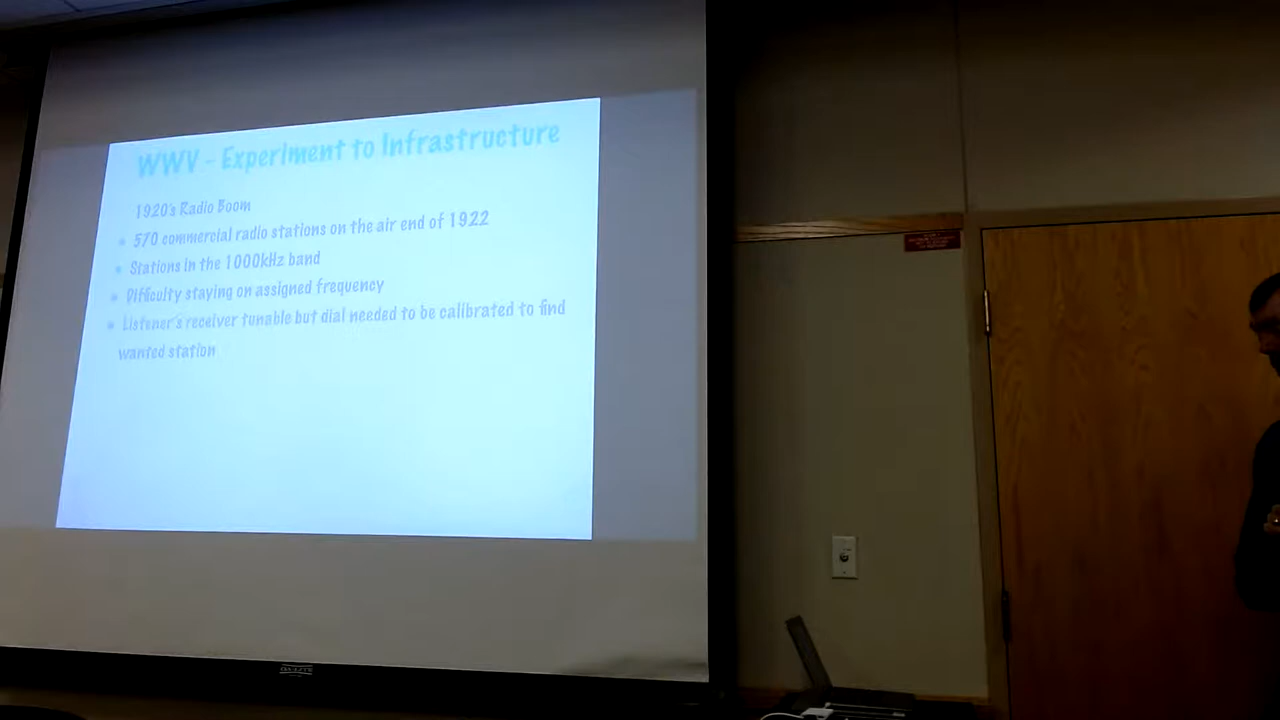 WWV - Experiment to Infrastructure
1920's Radio Boom
570 commercial radio stations on the air end of 1922
Stations in the 1000kHz band
Difficulty staying on assigned frequency
Listener's receiver tunable but dial needed to be calibrated to find
wanted station
DA-LITE